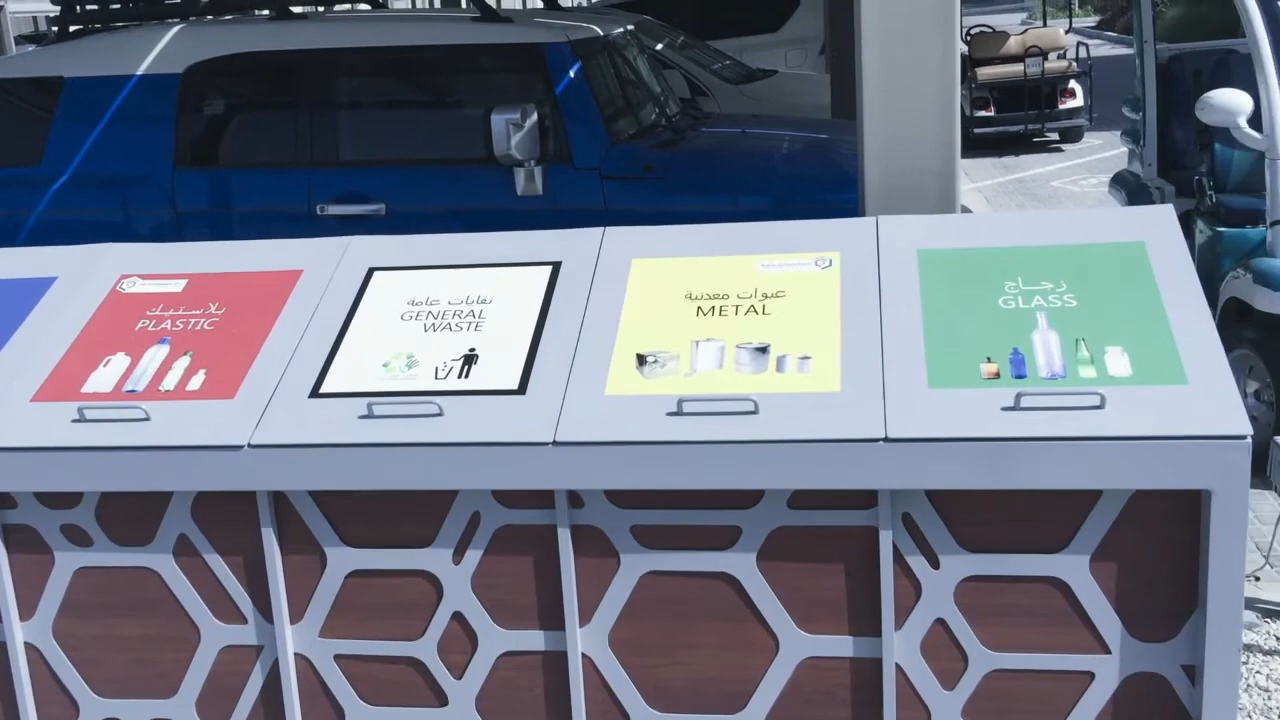 بلاستيك
PLASTIC
نفايات عامة
GENERAL
WASTE
عبوات معدنية
METAL
زجاج
GLASS